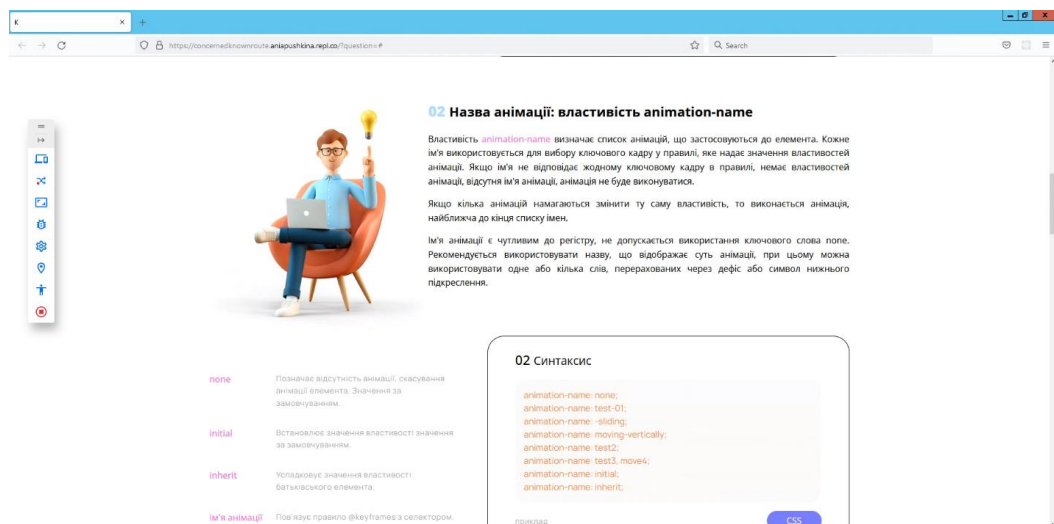 K
https://concernedknownroute.aniapushkina.repl.co/?question=#
Search
02 Назва анімації: властивість animation-name
Властивість animation-name визначає список анімацій, що застосовуються до елемента. Кожне
ім'я використовується для вибору ключового кадру у правилі, яке надає значення властивостей
анімації. Якщо ім'я не відповідає жодному ключовому кадру в правилі, немає властивостей
анімації, відсутня ім'я анімації, анімація не буде виконуватися.
Якщо кілька анімацій намагаються змінити ту саму властивість, то виконається анімація,
найближча до кінця списку імен.
Ім'я анімації є чутливим до регістру, не допускається використання ключового слова none.
Рекомендується використовувати назву, що відображає суть анімації, при цьому можна
використовувати одне або кілька слів, перерахованих через дефіс або символ нижнього
підкреслення.
none
Позначає відсутність анімації, скасування
анімації елемента. Значення за
замовчуванням.
initial
Встановлює значення властивості значення
за замовчуванням.
inherit
Успадковує значення властивості
батьківського елемента.
ім'я анімації
Пов'язує правило @keyframes з селектором.
02 Синтаксис
animation-name: none;
animation-name: test-01;
animation-name: -sliding;
animation-name: moving-vertically;
animation-name: test2;
animation-name: test3, move4;
animation-name: initial;
animation-name: inherit;
приклад
CSS